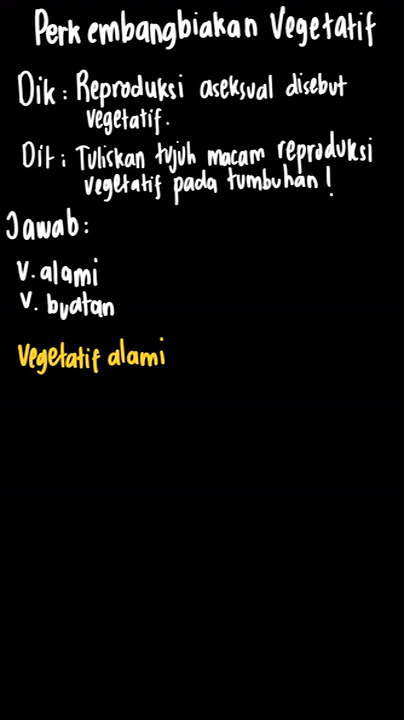 Perkembangbiakan Vegetatif
Dik : Reproduksi aseksual disebut
vegetatif.
Dit : Tuliskan tujuh macam reproduksi
vegetatif pada tumbuhan !
Jawab :
V. alami
V. buatan
Vegetatif alami